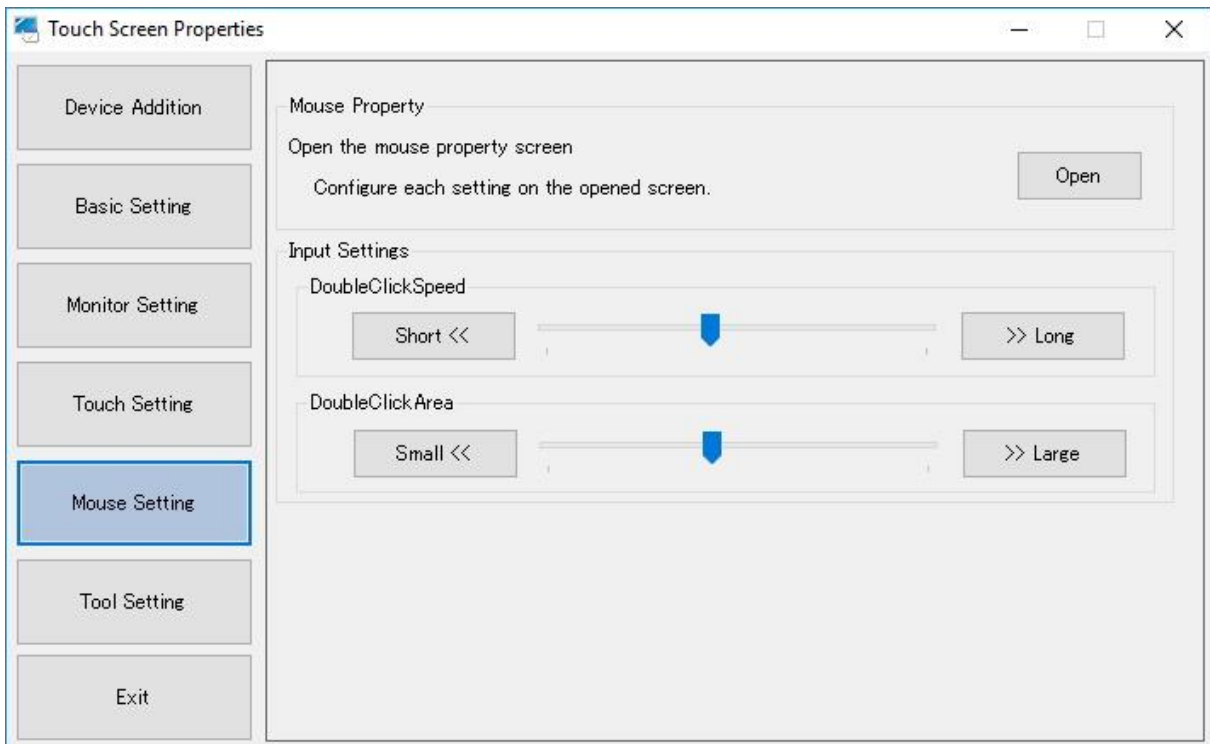 Touch Screen Properties
Device Addition
Basic Setting
Monitor Setting
Touch Setting
Mouse Setting
Tool Setting
Exit
Mouse Property
Open the mouse property screen
Configure each setting on the opened screen.
Open
Input Settings
DoubleClickSpeed
Short <<
>> Long
DoubleClickArea
Small <<
>> Large